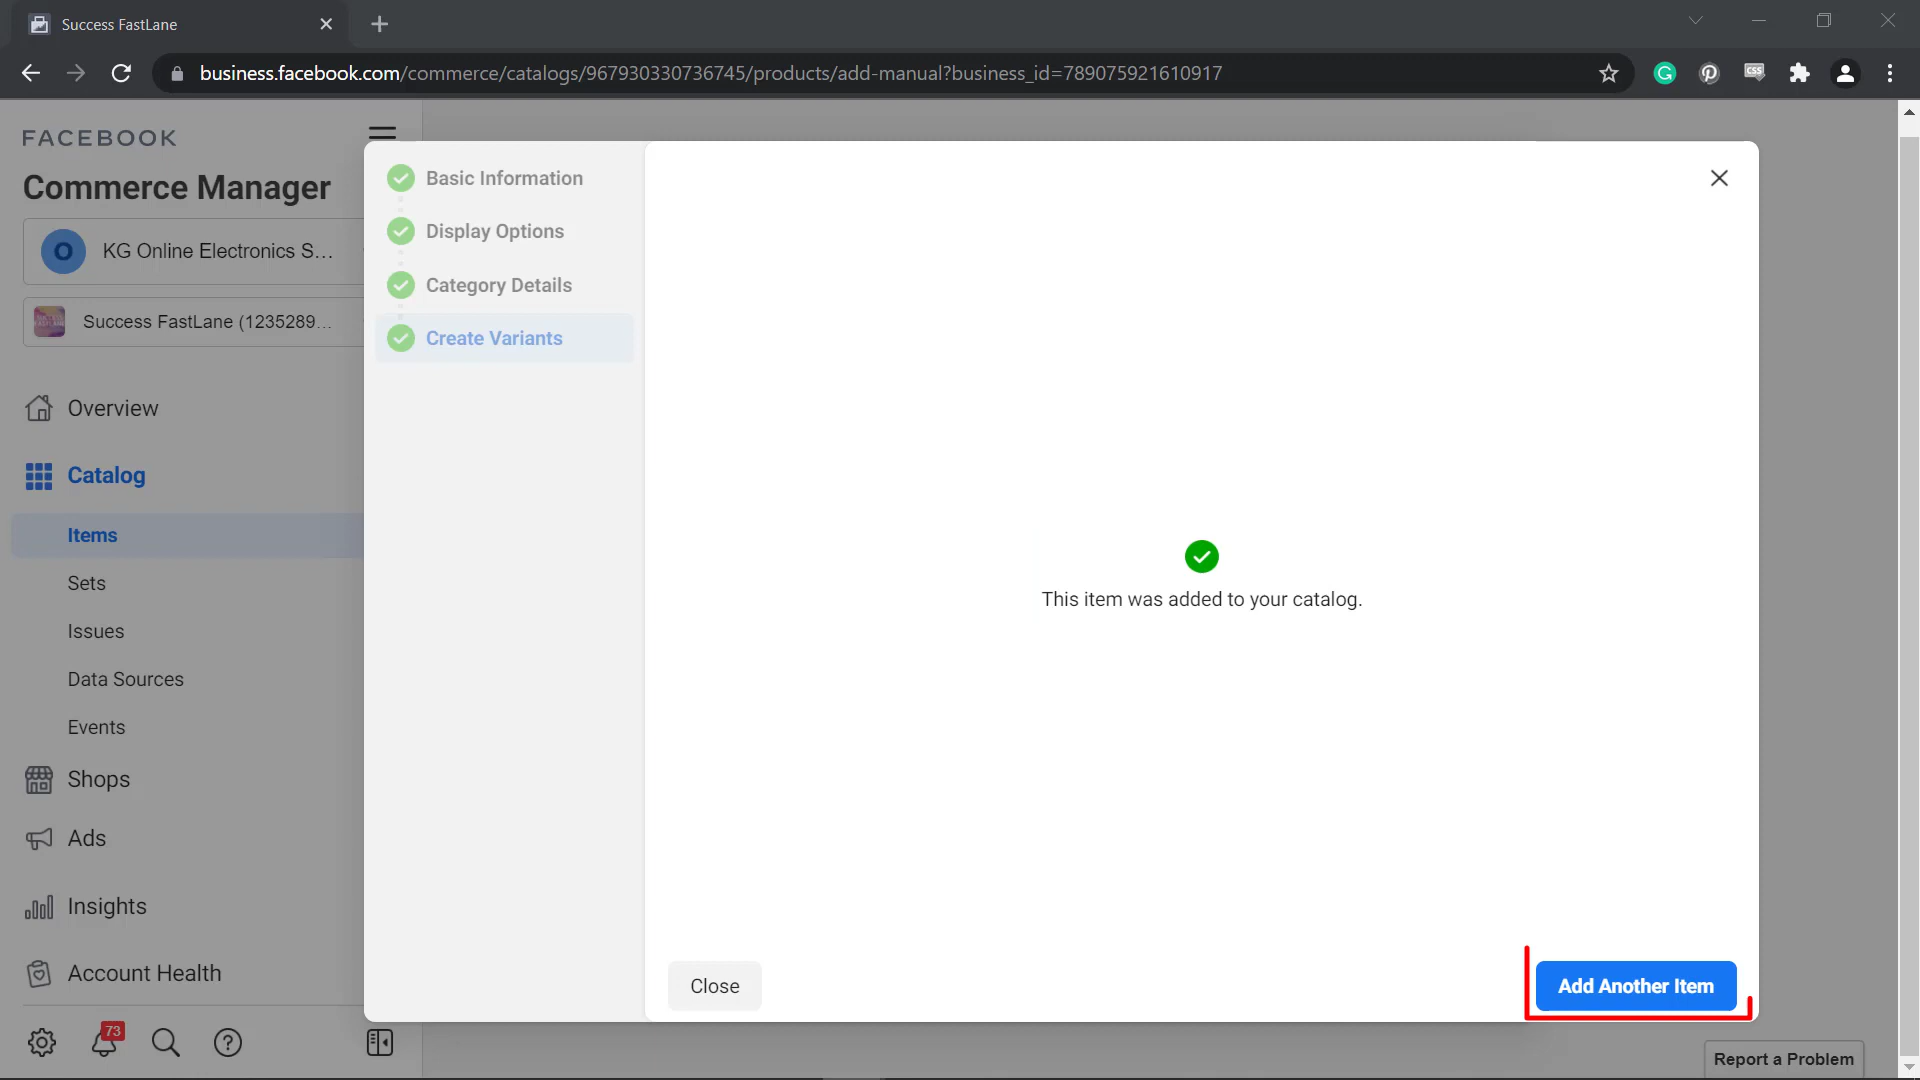 Success FastLane
business.facebook.com/commerce/catalogs/967930330736745/products/add-manual?business_id=789075921610917
FACEBOOK
Commerce Manager
O KG Online Electronics S...
Success FastLane (1235289...
Overview
Catalog
Items
Sets
Issues
Data Sources
Events
Shops
Ads
Insights
Account Health
73
Basic Information
Display Options
Category Details
Create Variants
This item was added to your catalog.
Close
Add Another Item
Report a Problem